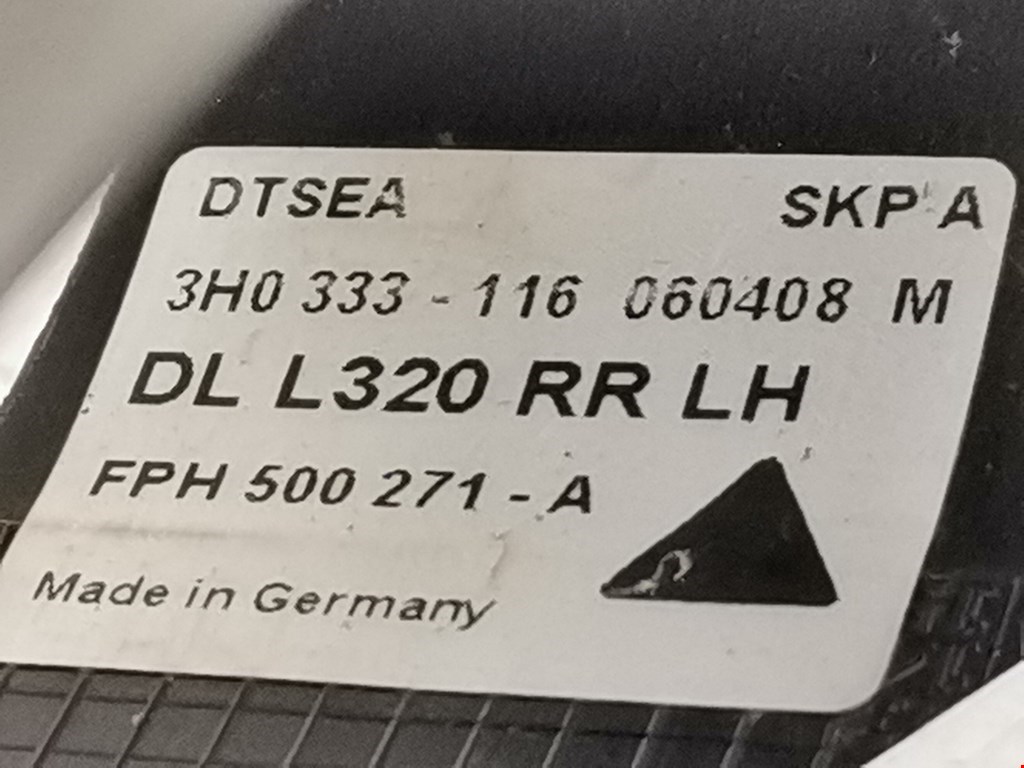 DTSEA SKP A
3H0 333 - 116 060408 M
DL L320 RR LH
FPH 500 271 - A
Made in Germany